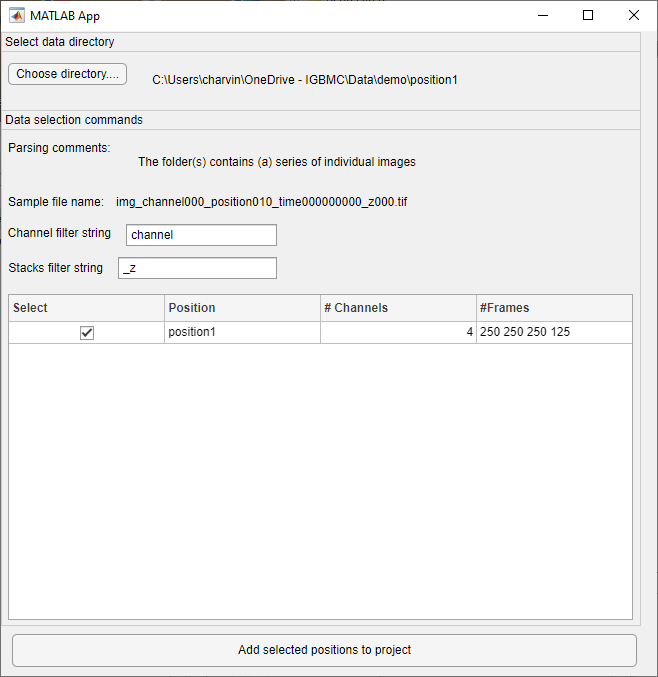 MATLAB App
Select data directory
Choose directory....
C:\Users\charvin\OneDrive - IGBMC\Data\demo\position1
Data selection commands
Parsing comments:
The folder(s) contains (a) series of individual images
Sample file name: img_channel000_position010_time000000000_z000.tif
Channel filter string channel
Stacks filter string _z
Select Position # Channels #Frames
position1 4 250 250 250 125
Add selected positions to project